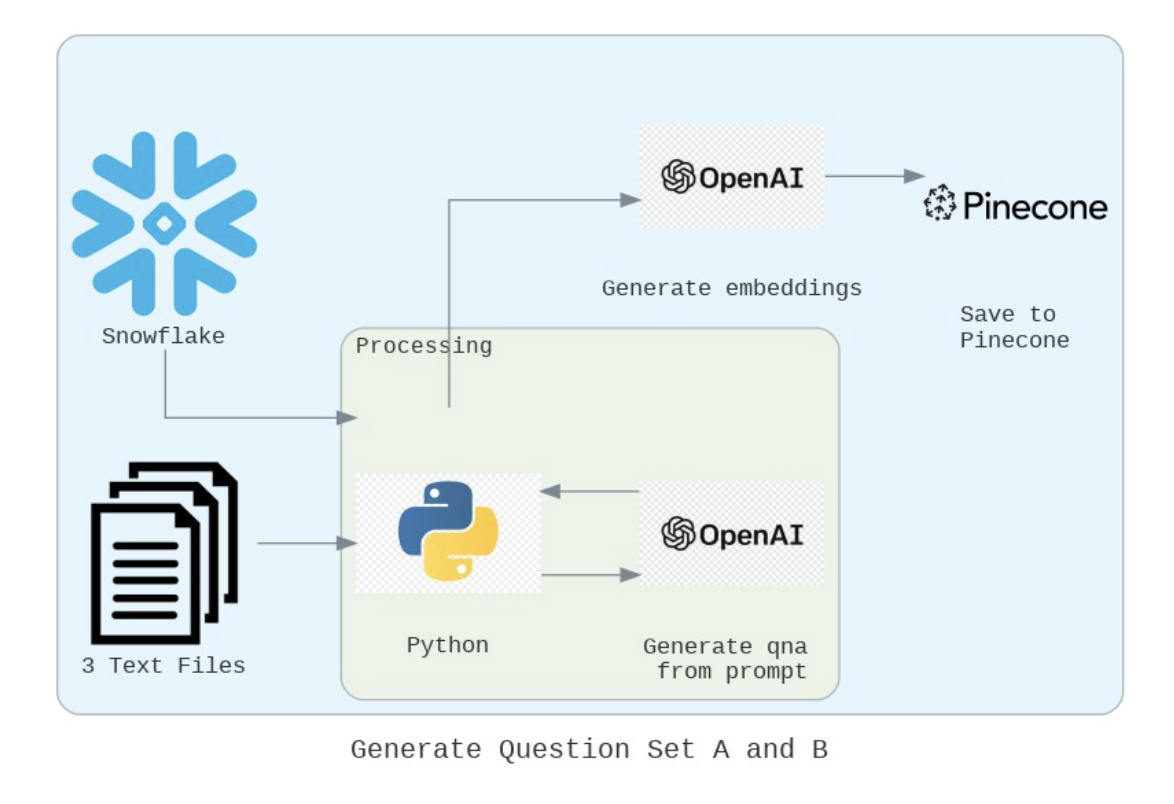 OpenAI
Pinecone
Generate embeddings
Save to
Pinecone
Snowflake
Processing
OpenAI
Python
Generate qna
from prompt
3 Text Files
Generate Question Set A and B